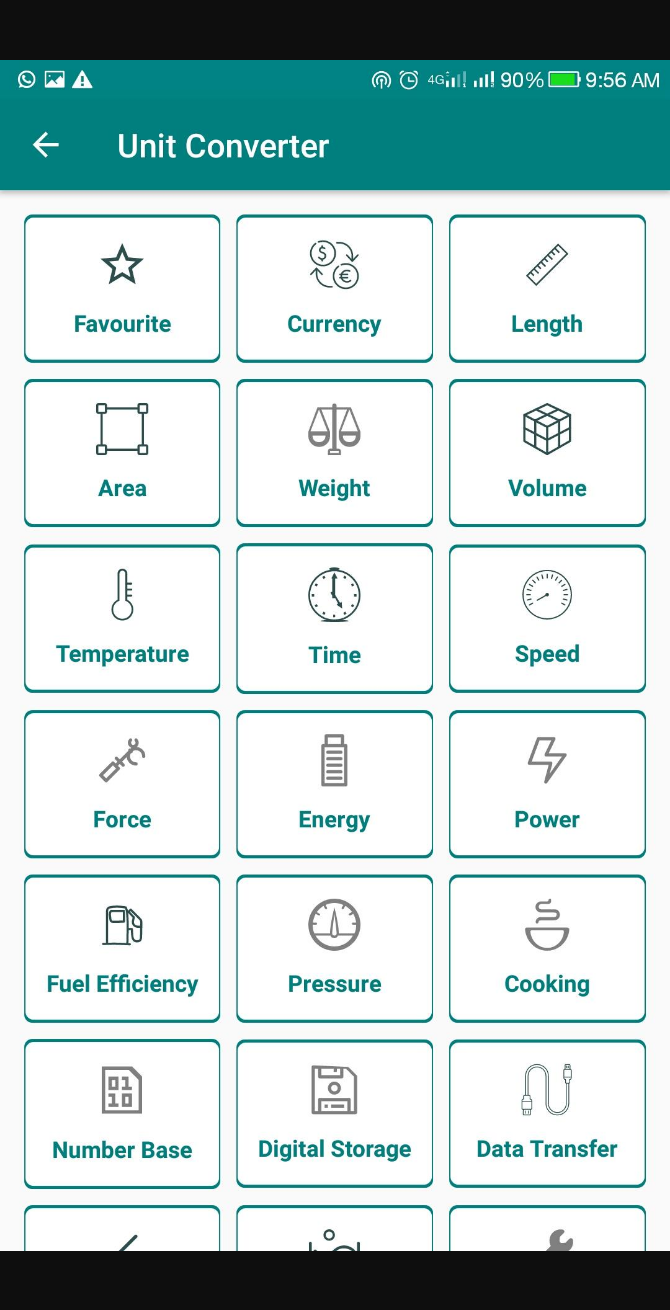 4G 90% 9:56 AM
Unit Converter
Favourite
Currency
Length
Area
Weight
Volume
Temperature
Time
Speed
Force
Energy
Power
Fuel Efficiency
Pressure
Cooking
01
10
Number Base
Digital Storage
Data Transfer